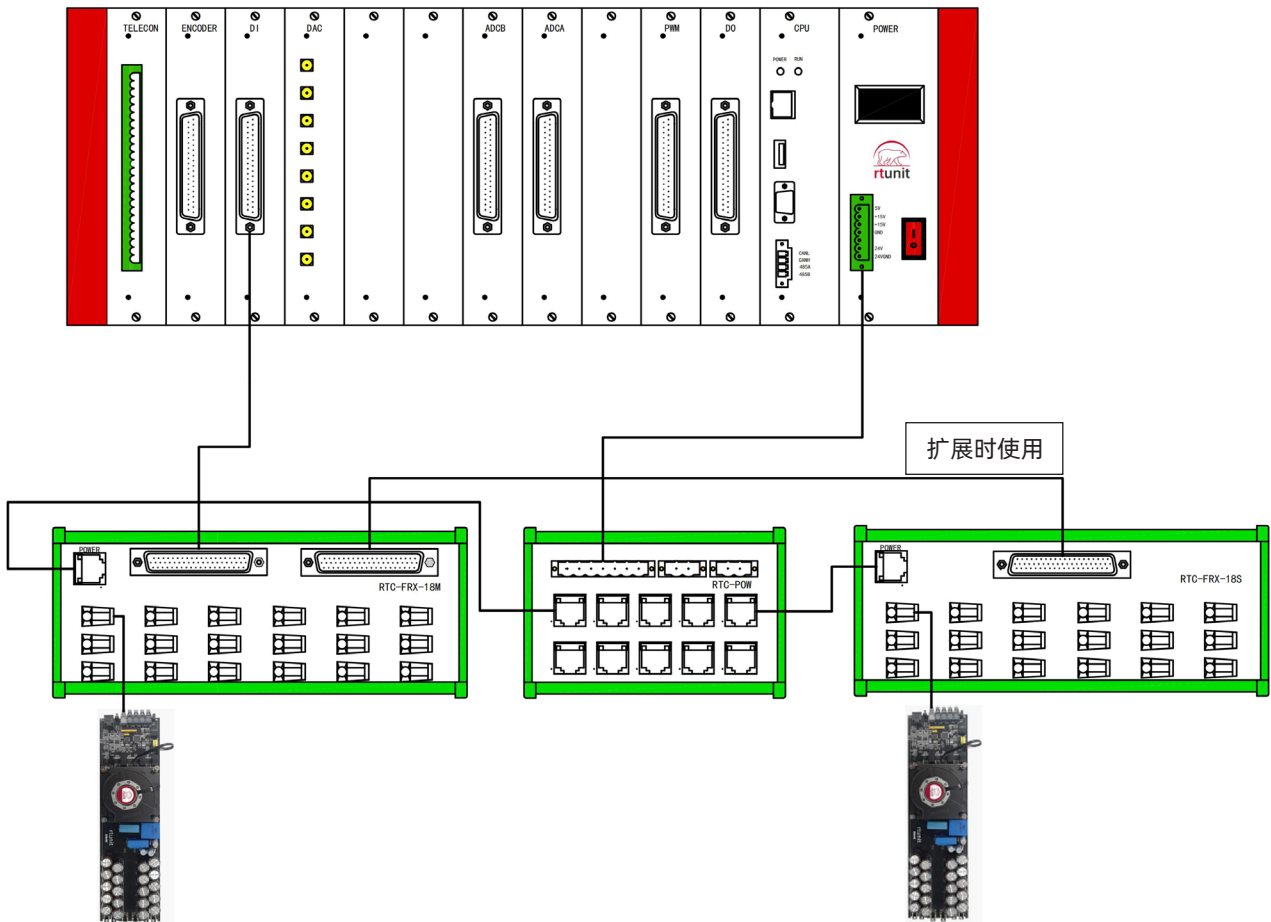 TELECON
ENCODER
DI
DAC
ADCB
ADCA
PWM
DO
CPU
POWER
POWER RUN
rtunit
5V
+15V
-15V
GND
24V
24VGND
CANL
CANH
485A
485B
扩展时使用
POWER
RTC-FRX-18M
RTC-POW
POWER
RTC-FRX-18S
rtunit
rtunit